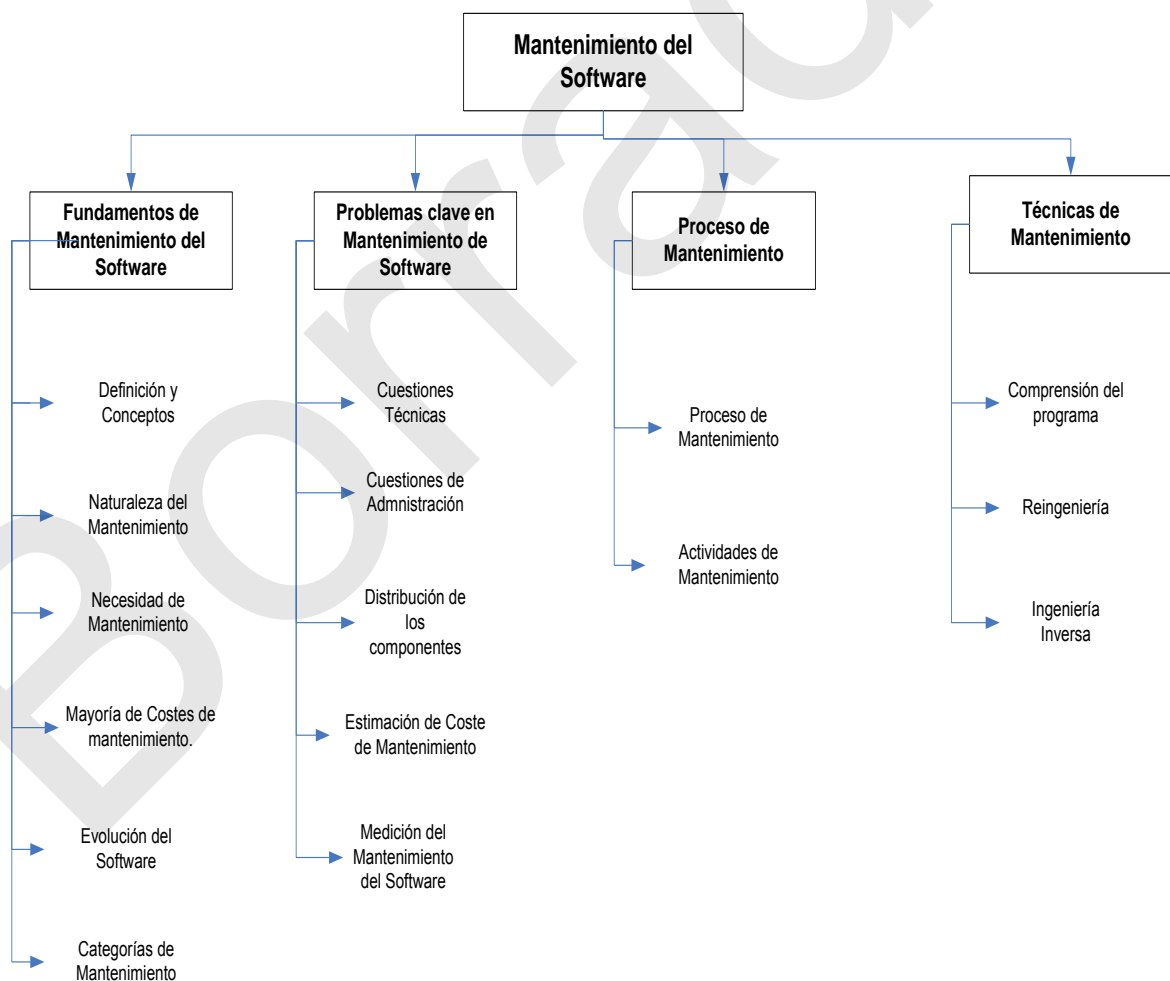 Mantenimiento del
Software
Fundamentos de
Mantenimiento del
Software
Definición y
Conceptos
Naturaleza del
Mantenimiento
Necesidad de
Mantenimiento
Mayoría de Costes de
mantenimiento.
Evolución del
Software
Categorías de
Mantenimiento
Problemas clave en
Mantenimiento de
Software
Cuestiones
Técnicas
Cuestiones de
Admnistración
Distribución de
los
componentes
Estimación de Coste
de Mantenimiento
Medición del
Mantenimiento
del Software
Proceso de
Mantenimiento
Proceso de
Mantenimiento
Actividades de
Mantenimiento
Técnicas de
Mantenimiento
Comprensión del
programa
Reingeniería
Ingeniería
Inversa
Borra